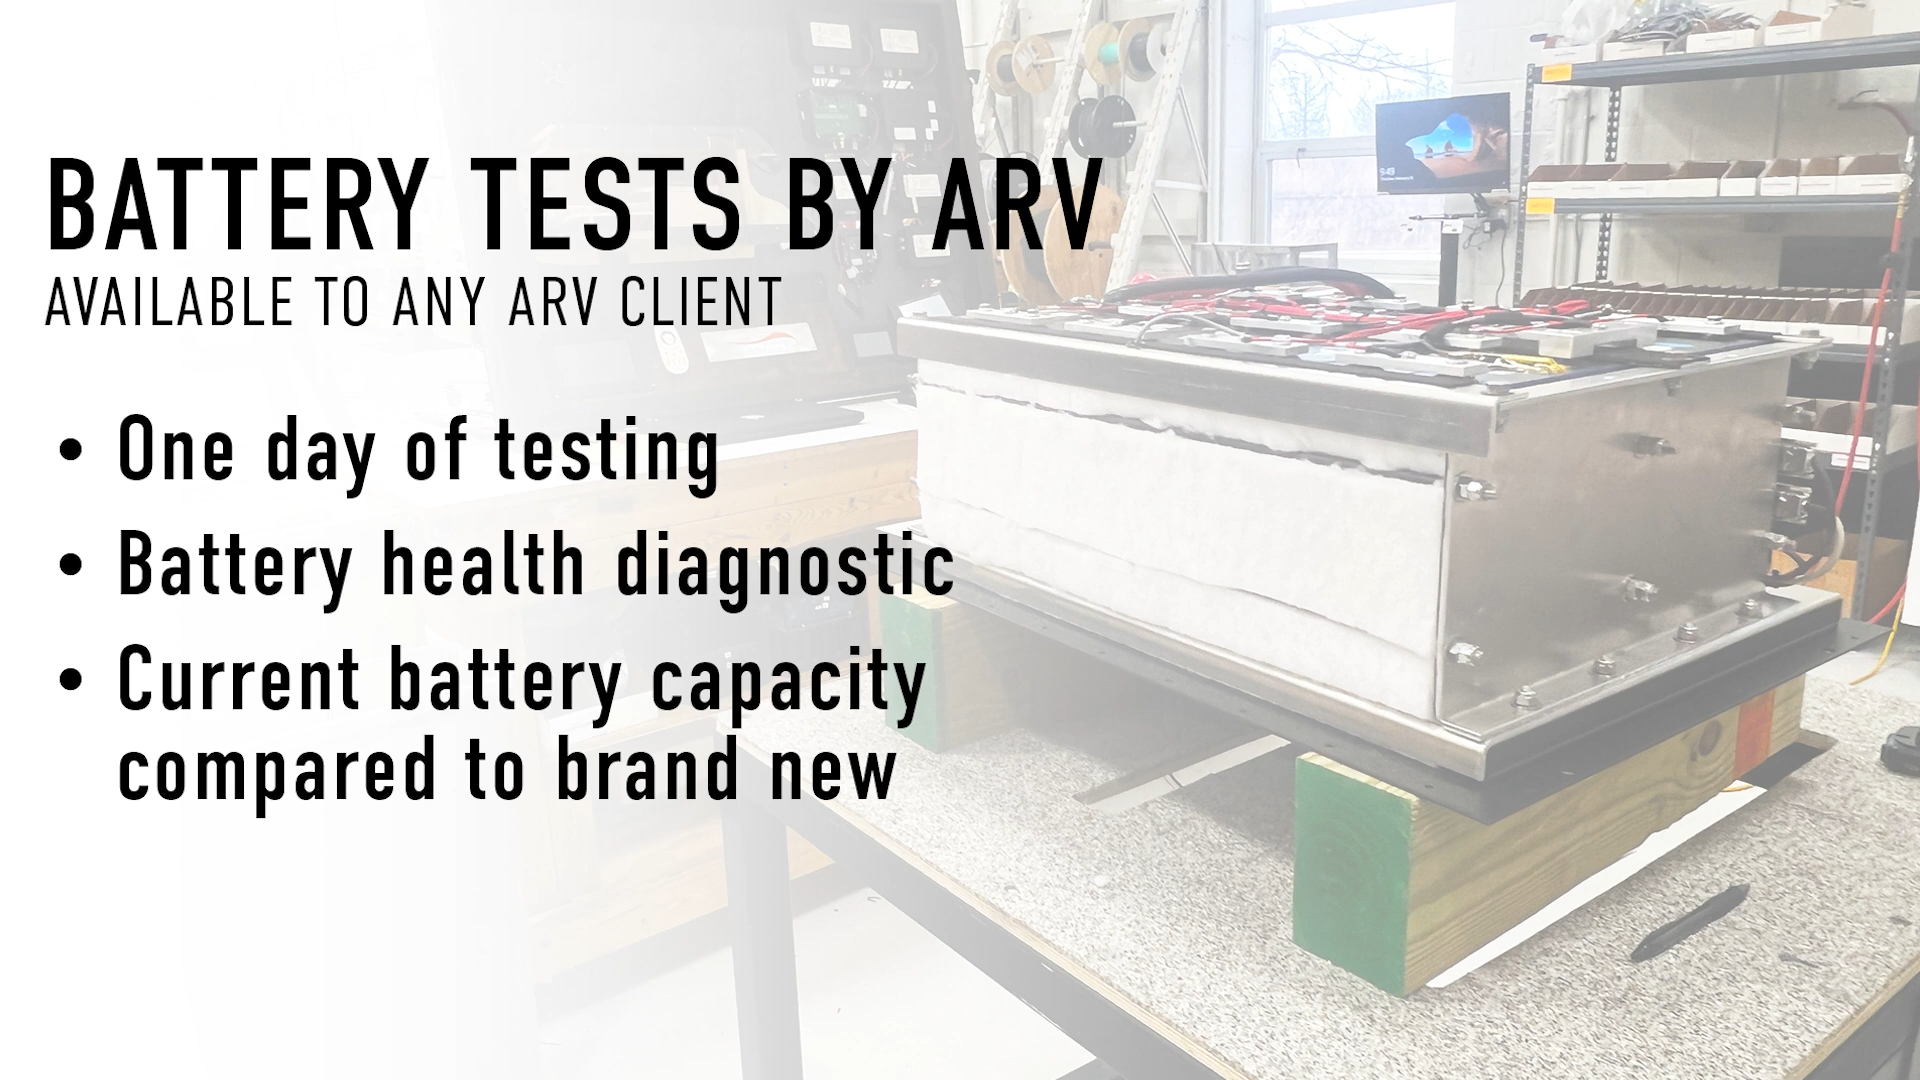 BATTERY TESTS BY ARV
AVAILABLE TO ANY ARV CLIENT
• One day of testing
• Battery health diagnostic
• Current battery capacity
compared to brand new